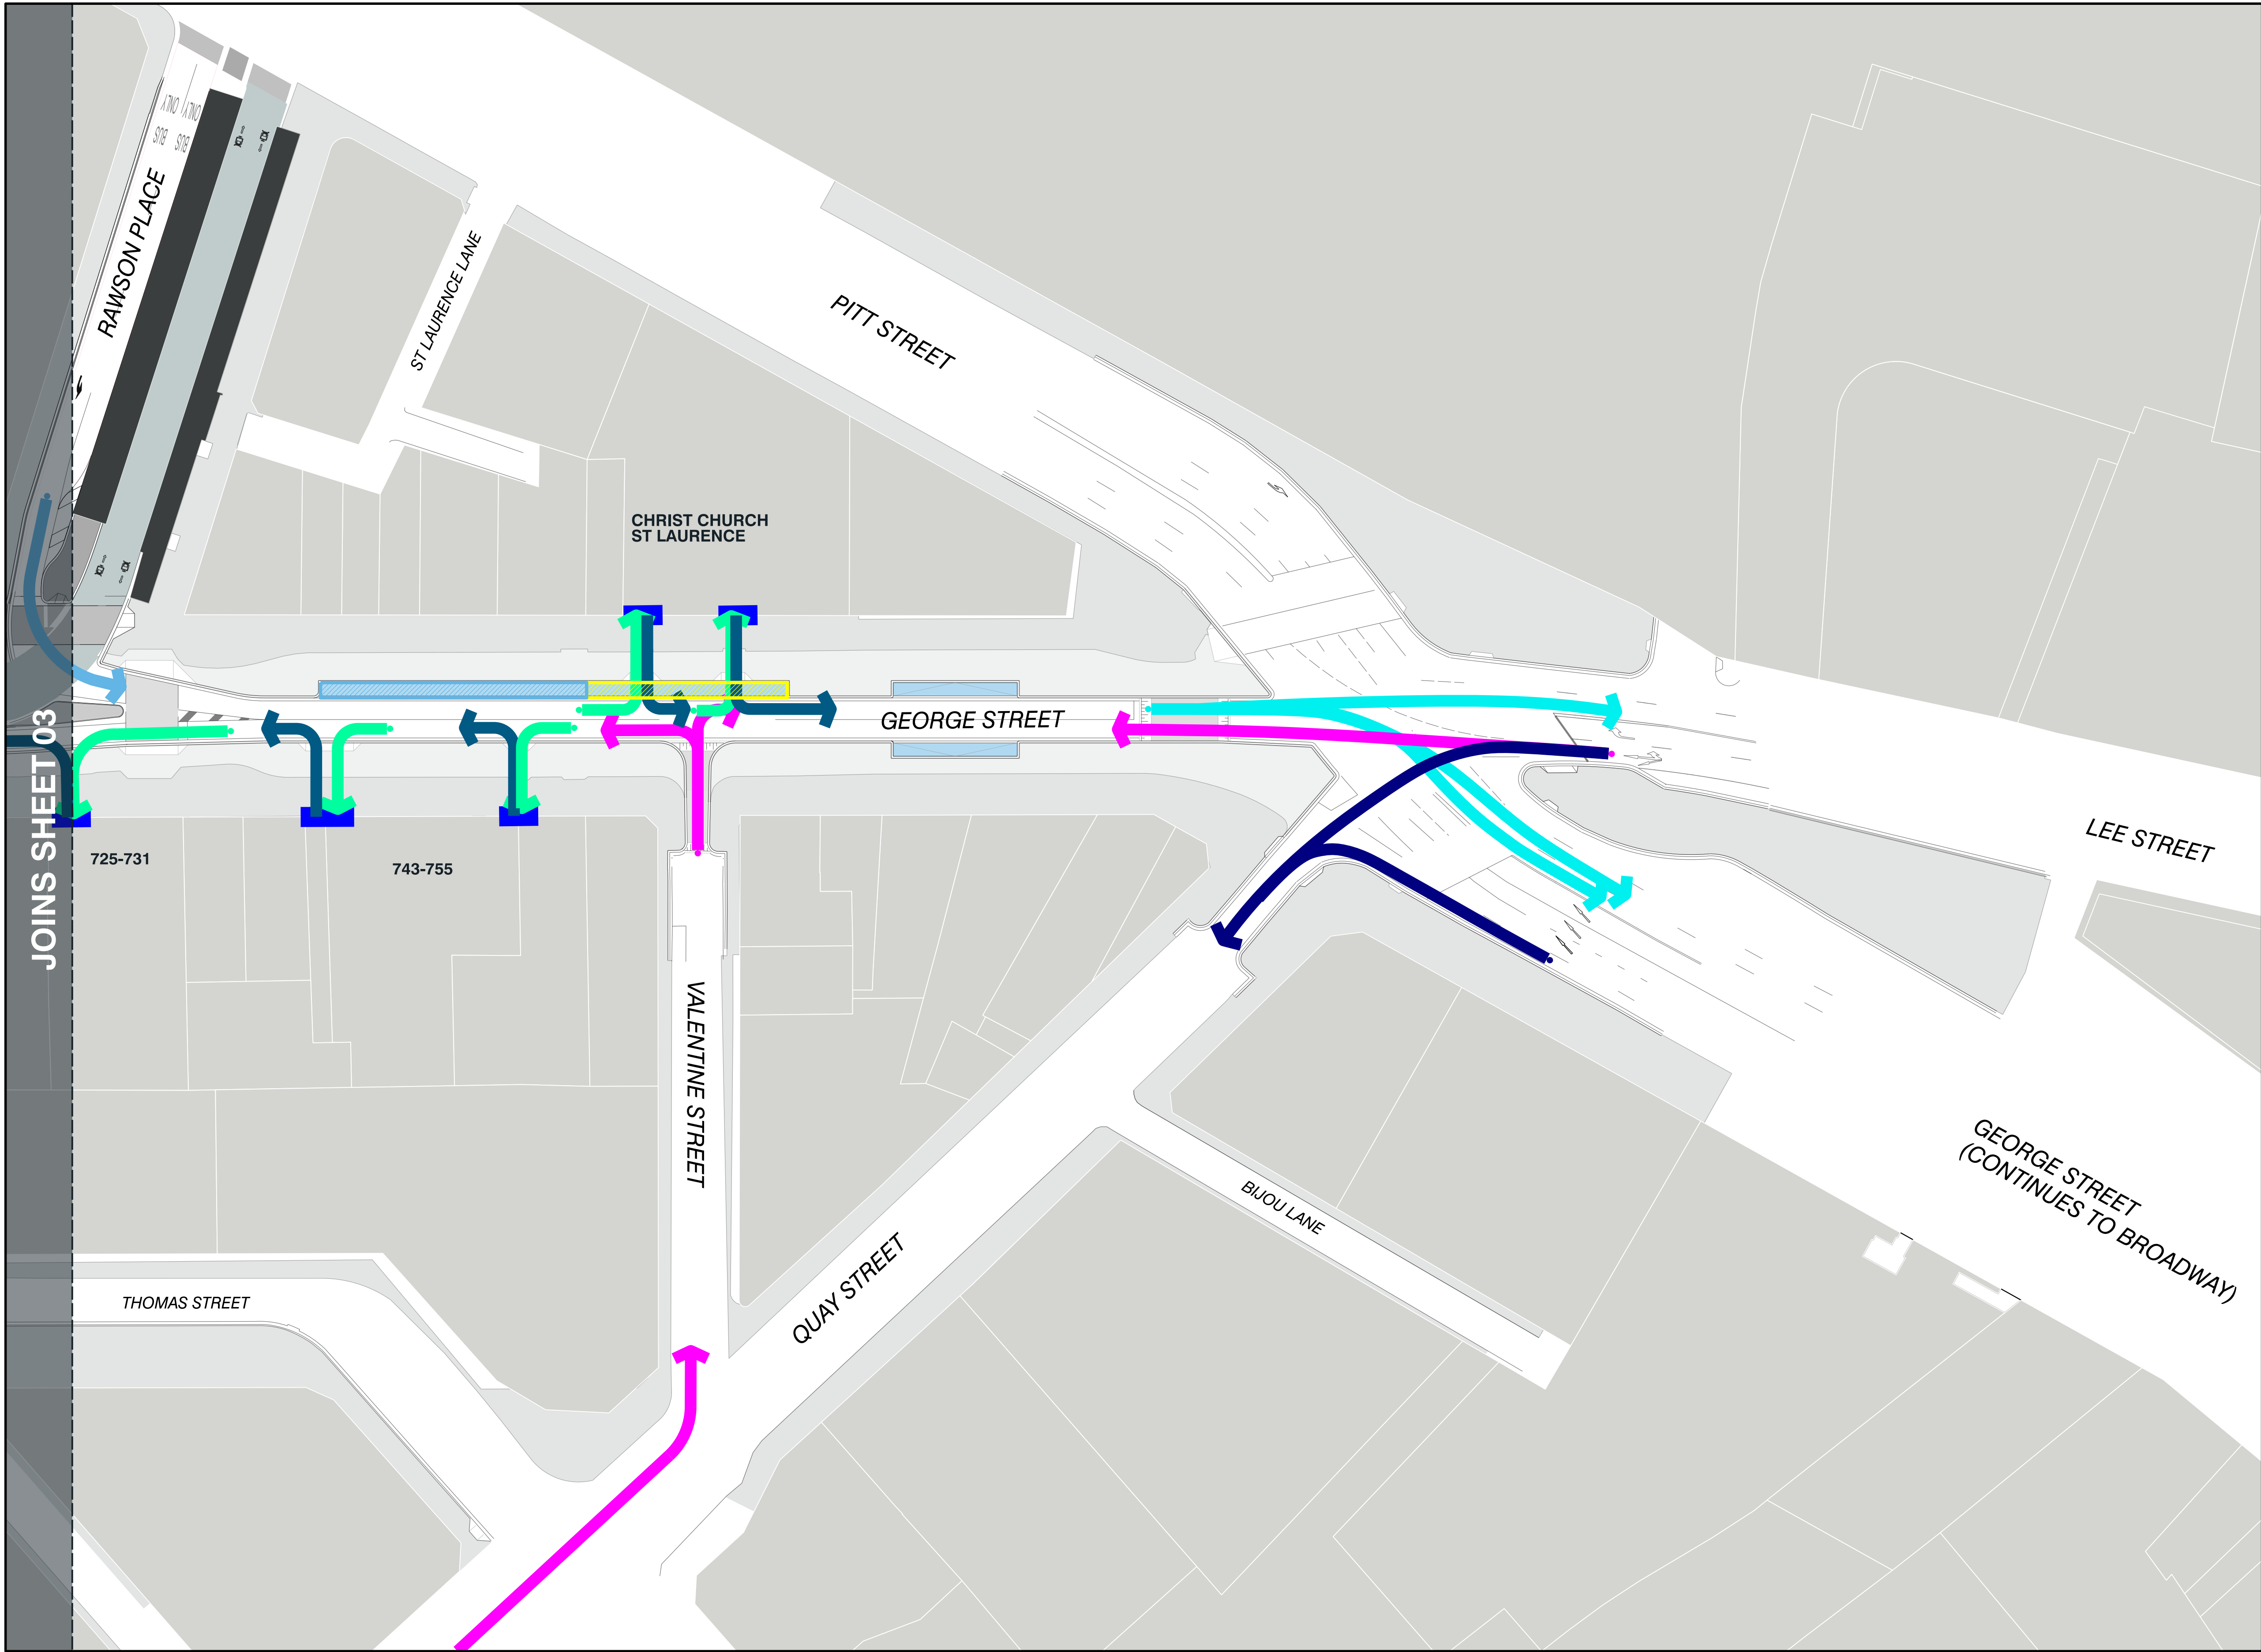 ONLY ONLY
BUS BUS
RAWSON PLACE
ST LAURENCE LANE
PITT STREET
CHRIST CHURCH
ST LAURENCE
GEORGE STREET
JOINS SHEET 03
725-731
743-755
LEE STREET
VALENTINE STREET
GEORGE STREET
(CONTINUES TO BROADWAY)
BIJOU LANE
QUAY STREET
THOMAS STREET